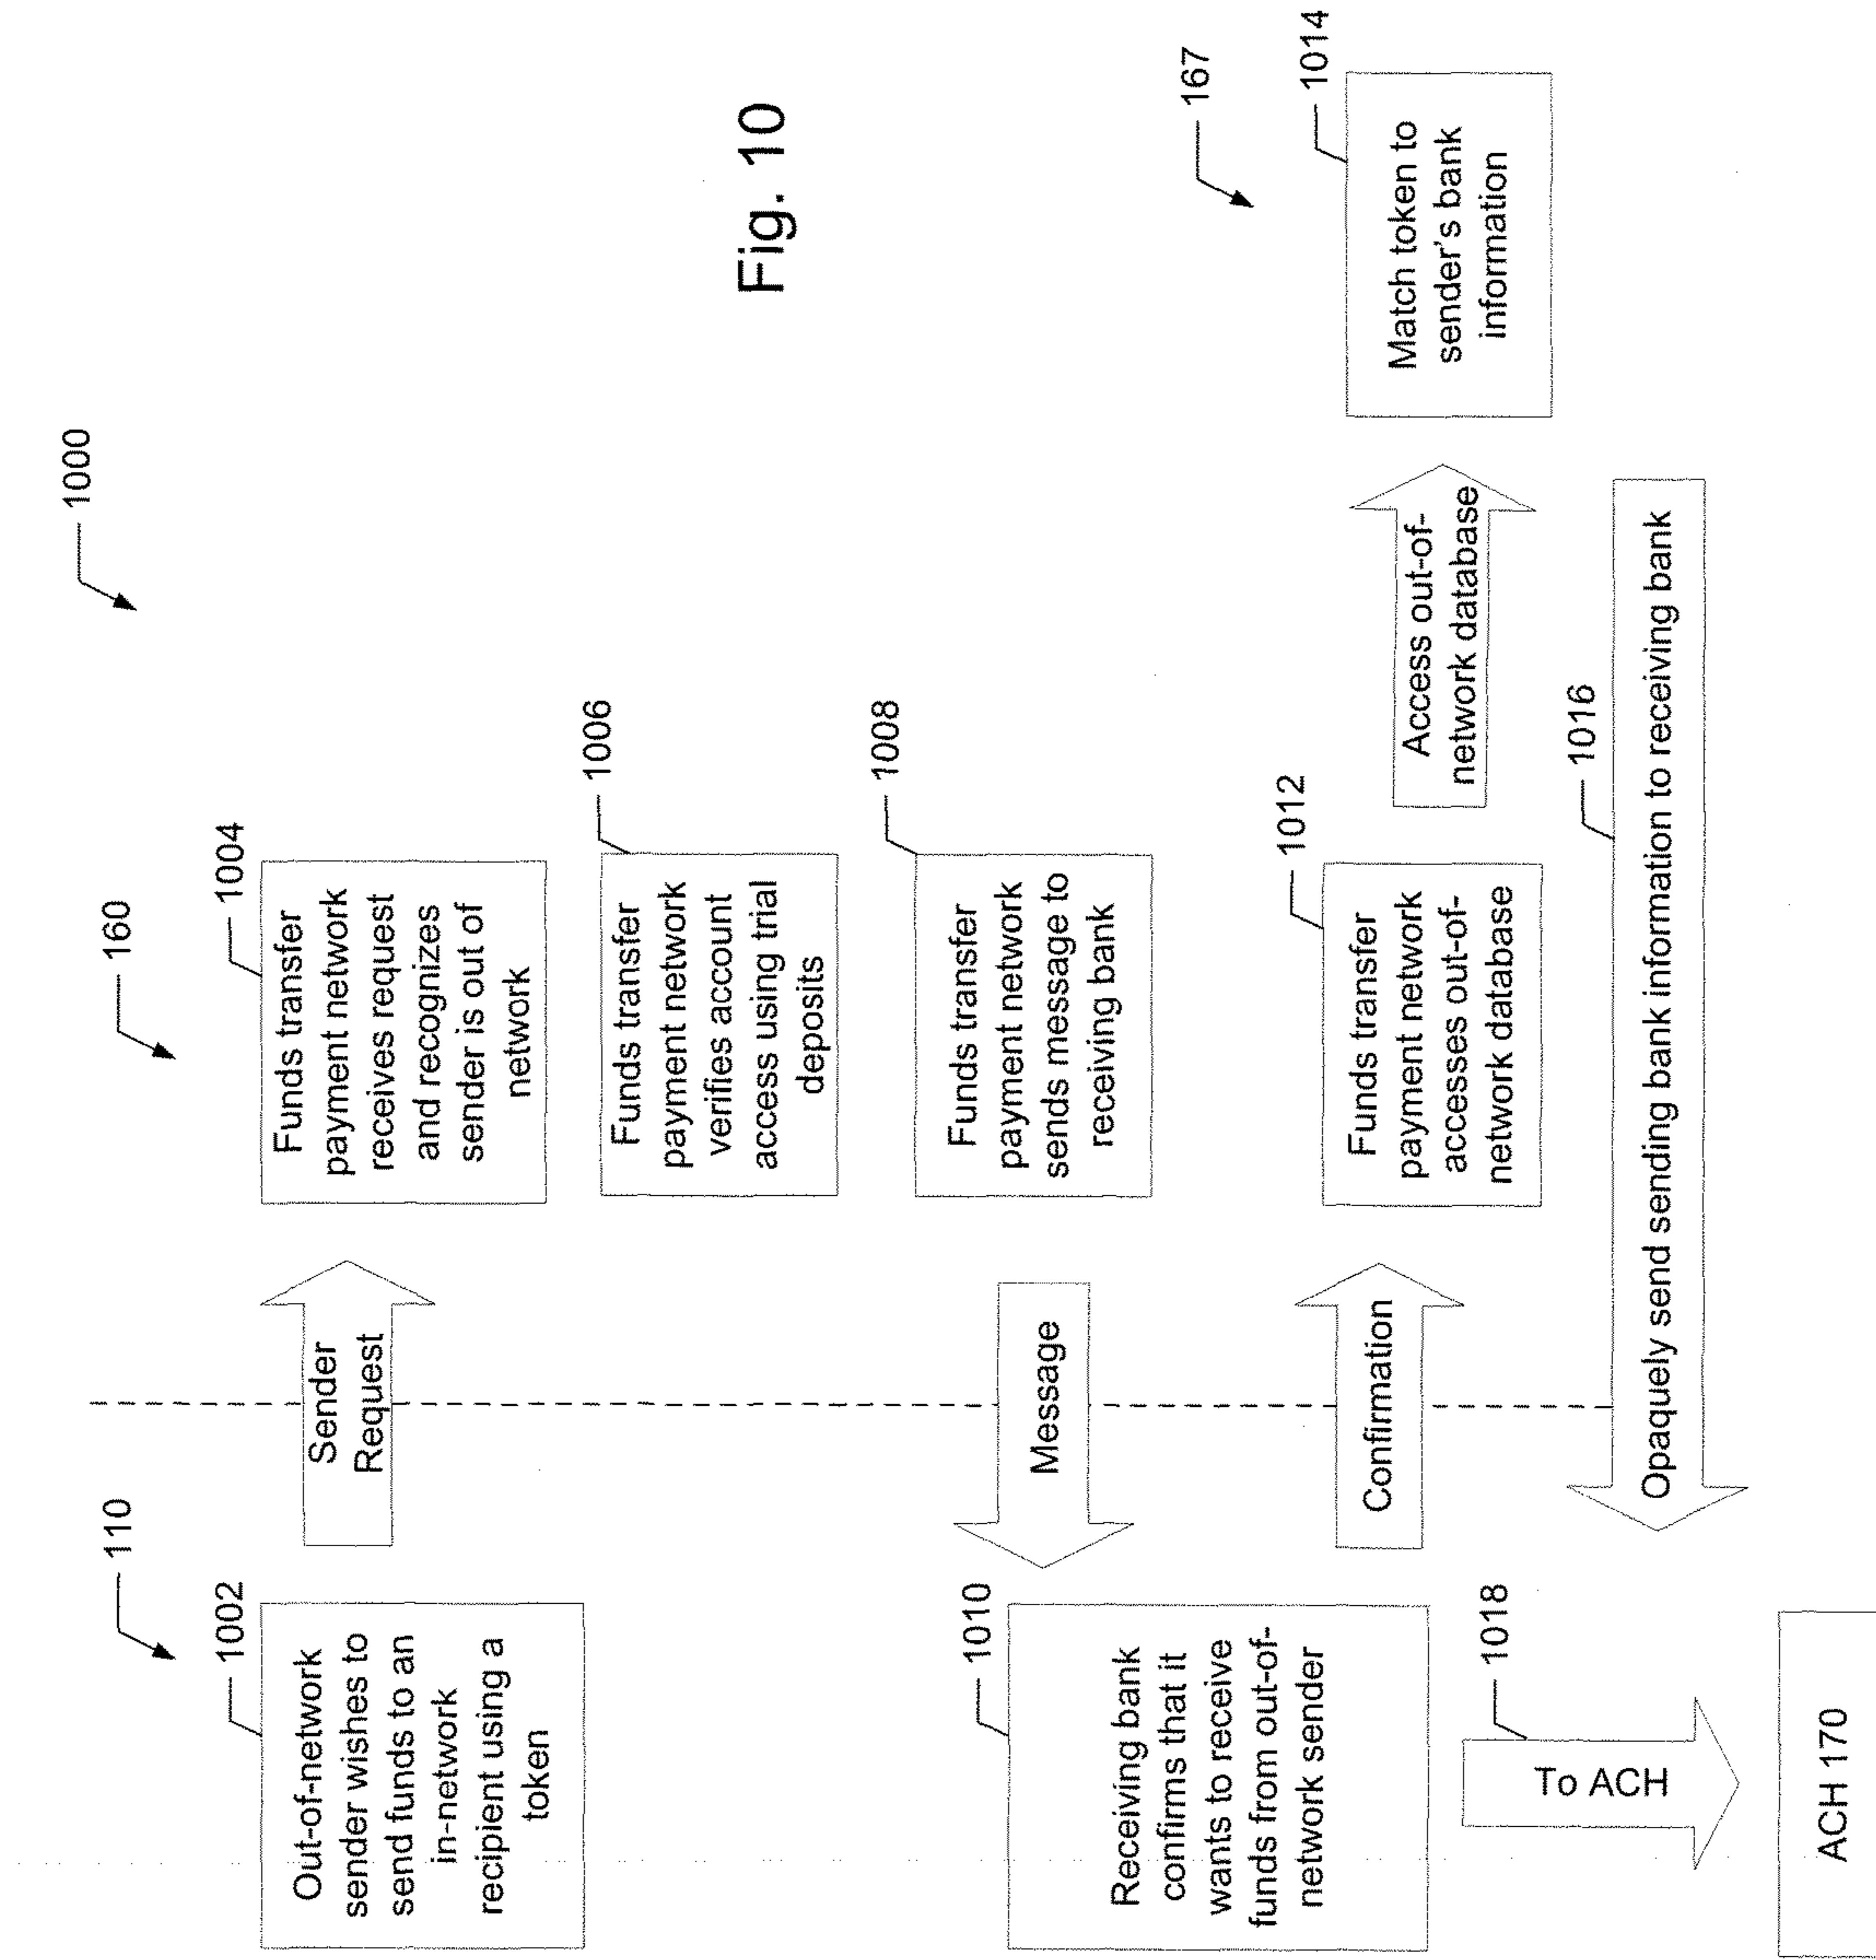 1000
110
160
167
1002
Out-of-network
sender wishes to
send funds to an
in-network
recipient using a
token
Sender
Request
1004
Funds transfer
payment network
receives request
and recognizes
sender is out of
network
1006
Funds transfer
payment network
verifies account
access using trial
deposits
1008
Funds transfer
payment network
sends message to
receiving bank
Message
1010
Receiving bank
confirms that it
wants to receive
funds from out-of-
network sender
Confirmation
1012
Funds transfer
payment network
accesses out-of-
network database
Access out-of-
network database
1014
Match token to
sender's bank
information
1016
Opaquely send sending bank information to receiving bank
1018
To ACH
ACH 170
Fig. 10